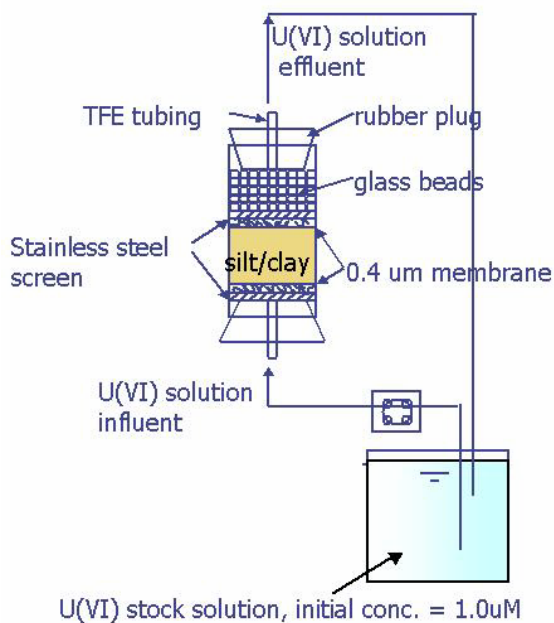 U(VI) solution
effluent
TFE tubing
rubber plug
glass beads
Stainless steel
screen
silt/clay
0.4 um membrane
U(VI) solution
influent
U(VI) stock solution, initial conc. = 1.0uM